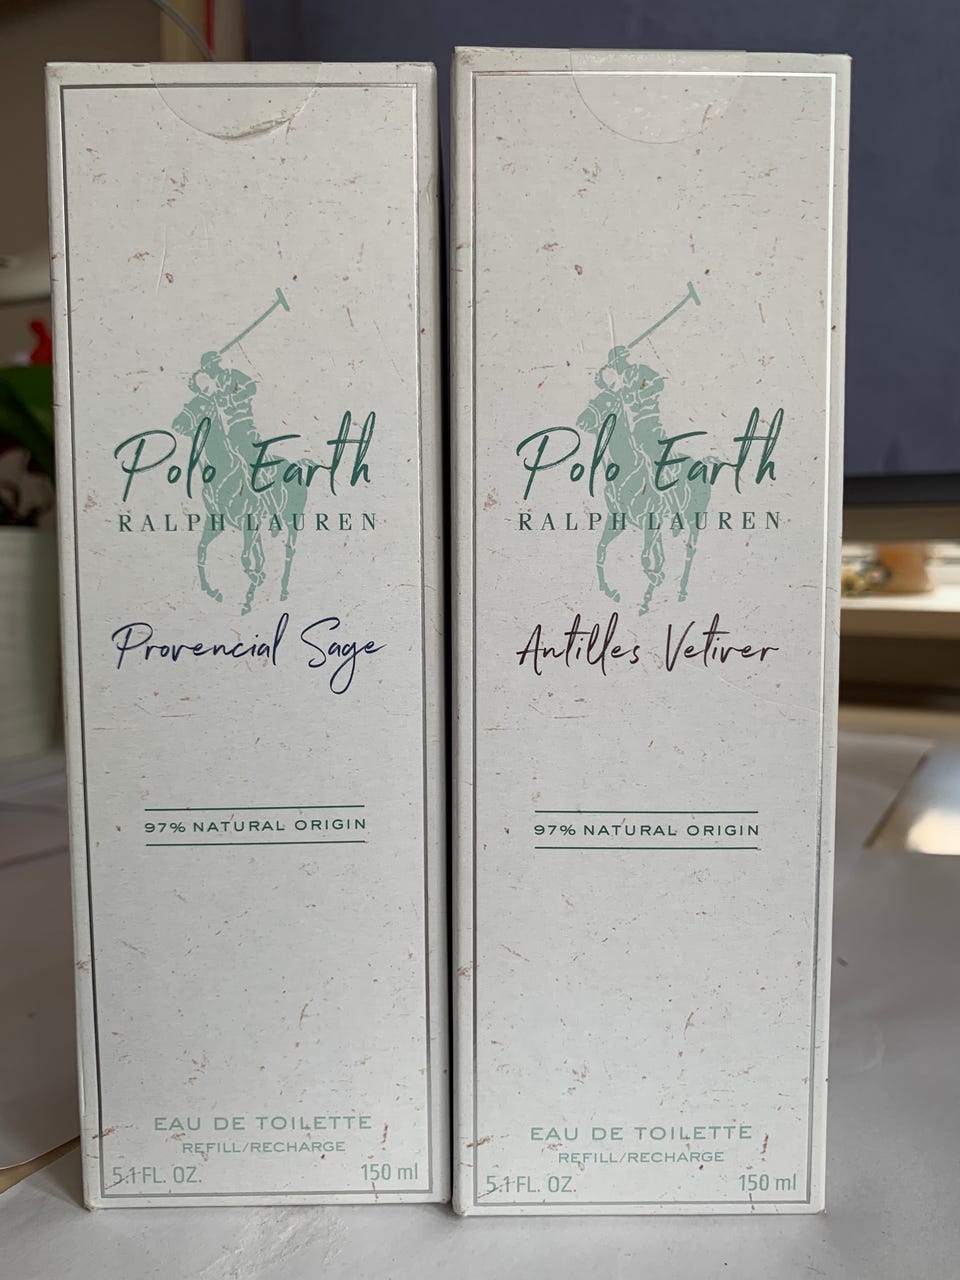 Polo Earth
RALPH LAUREN
Provencial Sage
97% NATURAL ORIGIN
EAU DE TOILETTE
REFILL/RECHARGE
5.1 FL. OZ. 150 ml
Polo Earth
RALPH LAUREN
Antilles Vetiver
97% NATURAL ORIGIN
EAU DE TOILETTE
REFILL/RECHARGE
5.1 FL. OZ. 150 ml